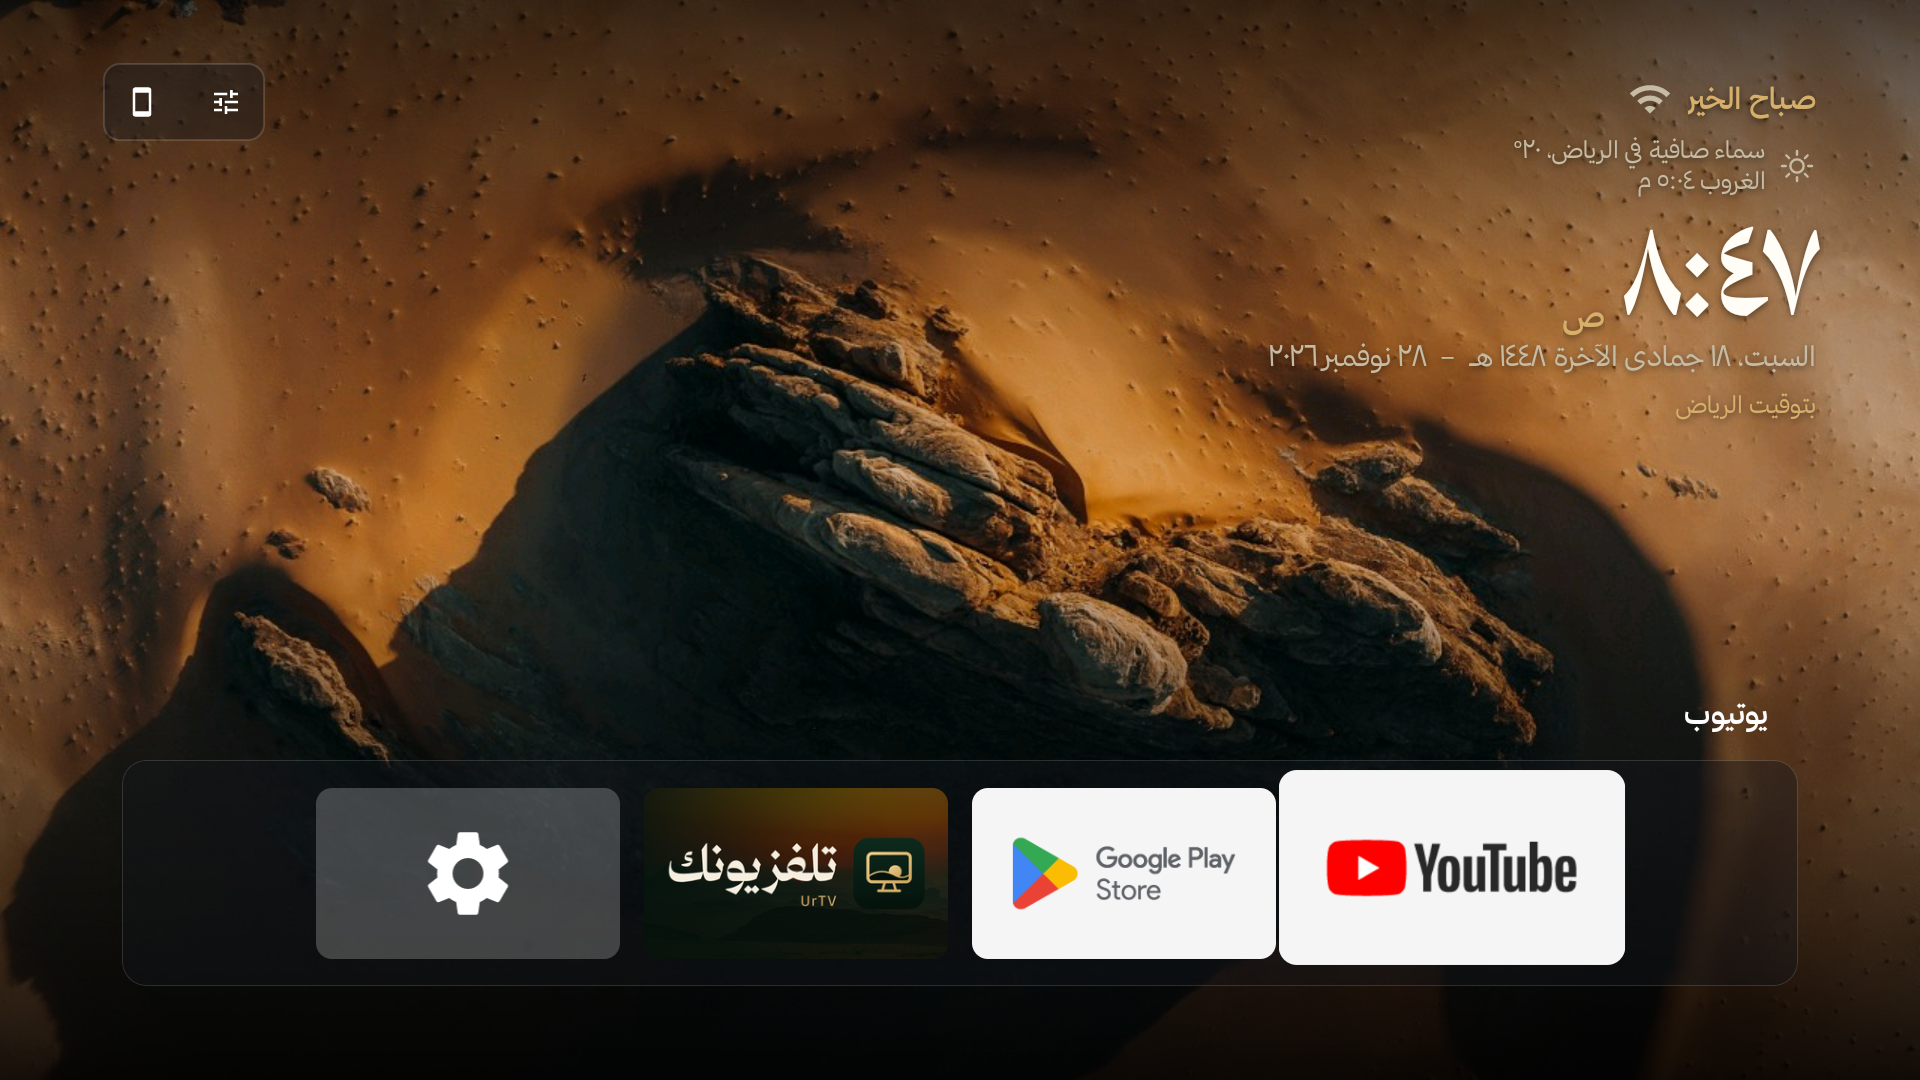 صباح الخير
سماء صافية في الرياض، ٢٠°
الغروب ٥:٠٤ م
٨:٤٧ ص
السبت، ١٨ جمادى الآخرة ١٤٤٨ هـ – ٢٨ نوفمبر ٢٠٢٦
بتوقيت الرياض
يوتيوب
YouTube
Google Play
Store
تلفزيونك
UrTV